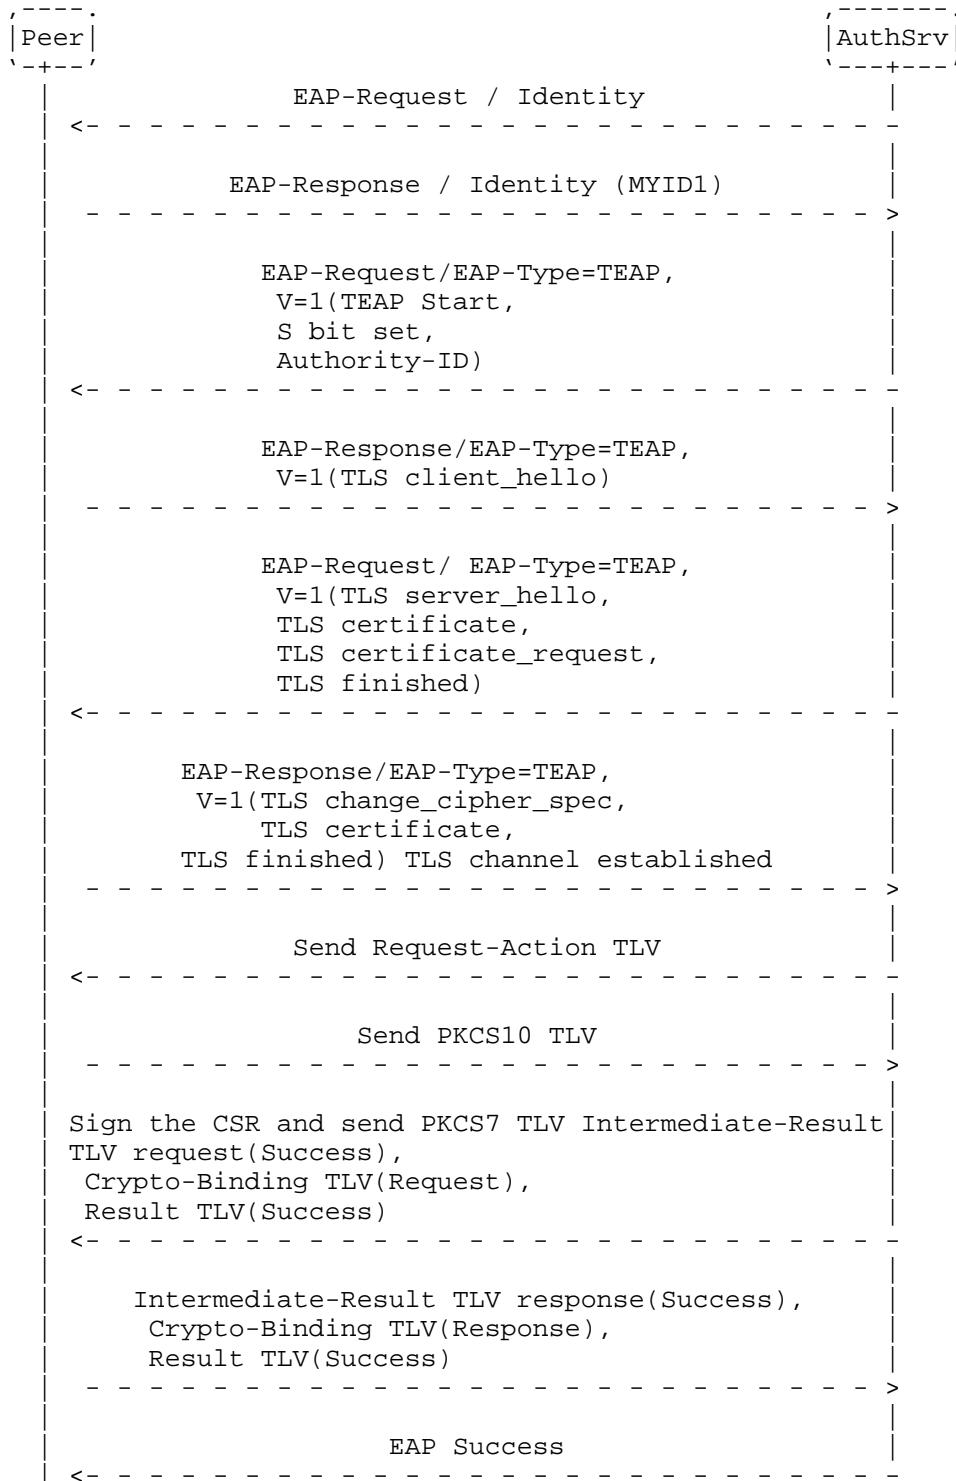 Peer AuthSrv
EAP-Request / Identity
EAP-Response / Identity (MYID1)
EAP-Request/EAP-Type=TEAP,
V=1(TEAP Start,
S bit set,
Authority-ID)
EAP-Response/EAP-Type=TEAP,
V=1(TLS client_hello)
EAP-Request/ EAP-Type=TEAP,
V=1(TLS server_hello,
TLS certificate,
TLS certificate_request,
TLS finished)
EAP-Response/EAP-Type=TEAP,
V=1(TLS change_cipher_spec,
TLS certificate,
TLS finished) TLS channel established
Send Request-Action TLV
Send PKCS10 TLV
Sign the CSR and send PKCS7 TLV Intermediate-Result
TLV request(Success),
Crypto-Binding TLV(Request),
Result TLV(Success)
Intermediate-Result TLV response(Success),
Crypto-Binding TLV(Response),
Result TLV(Success)
EAP Success